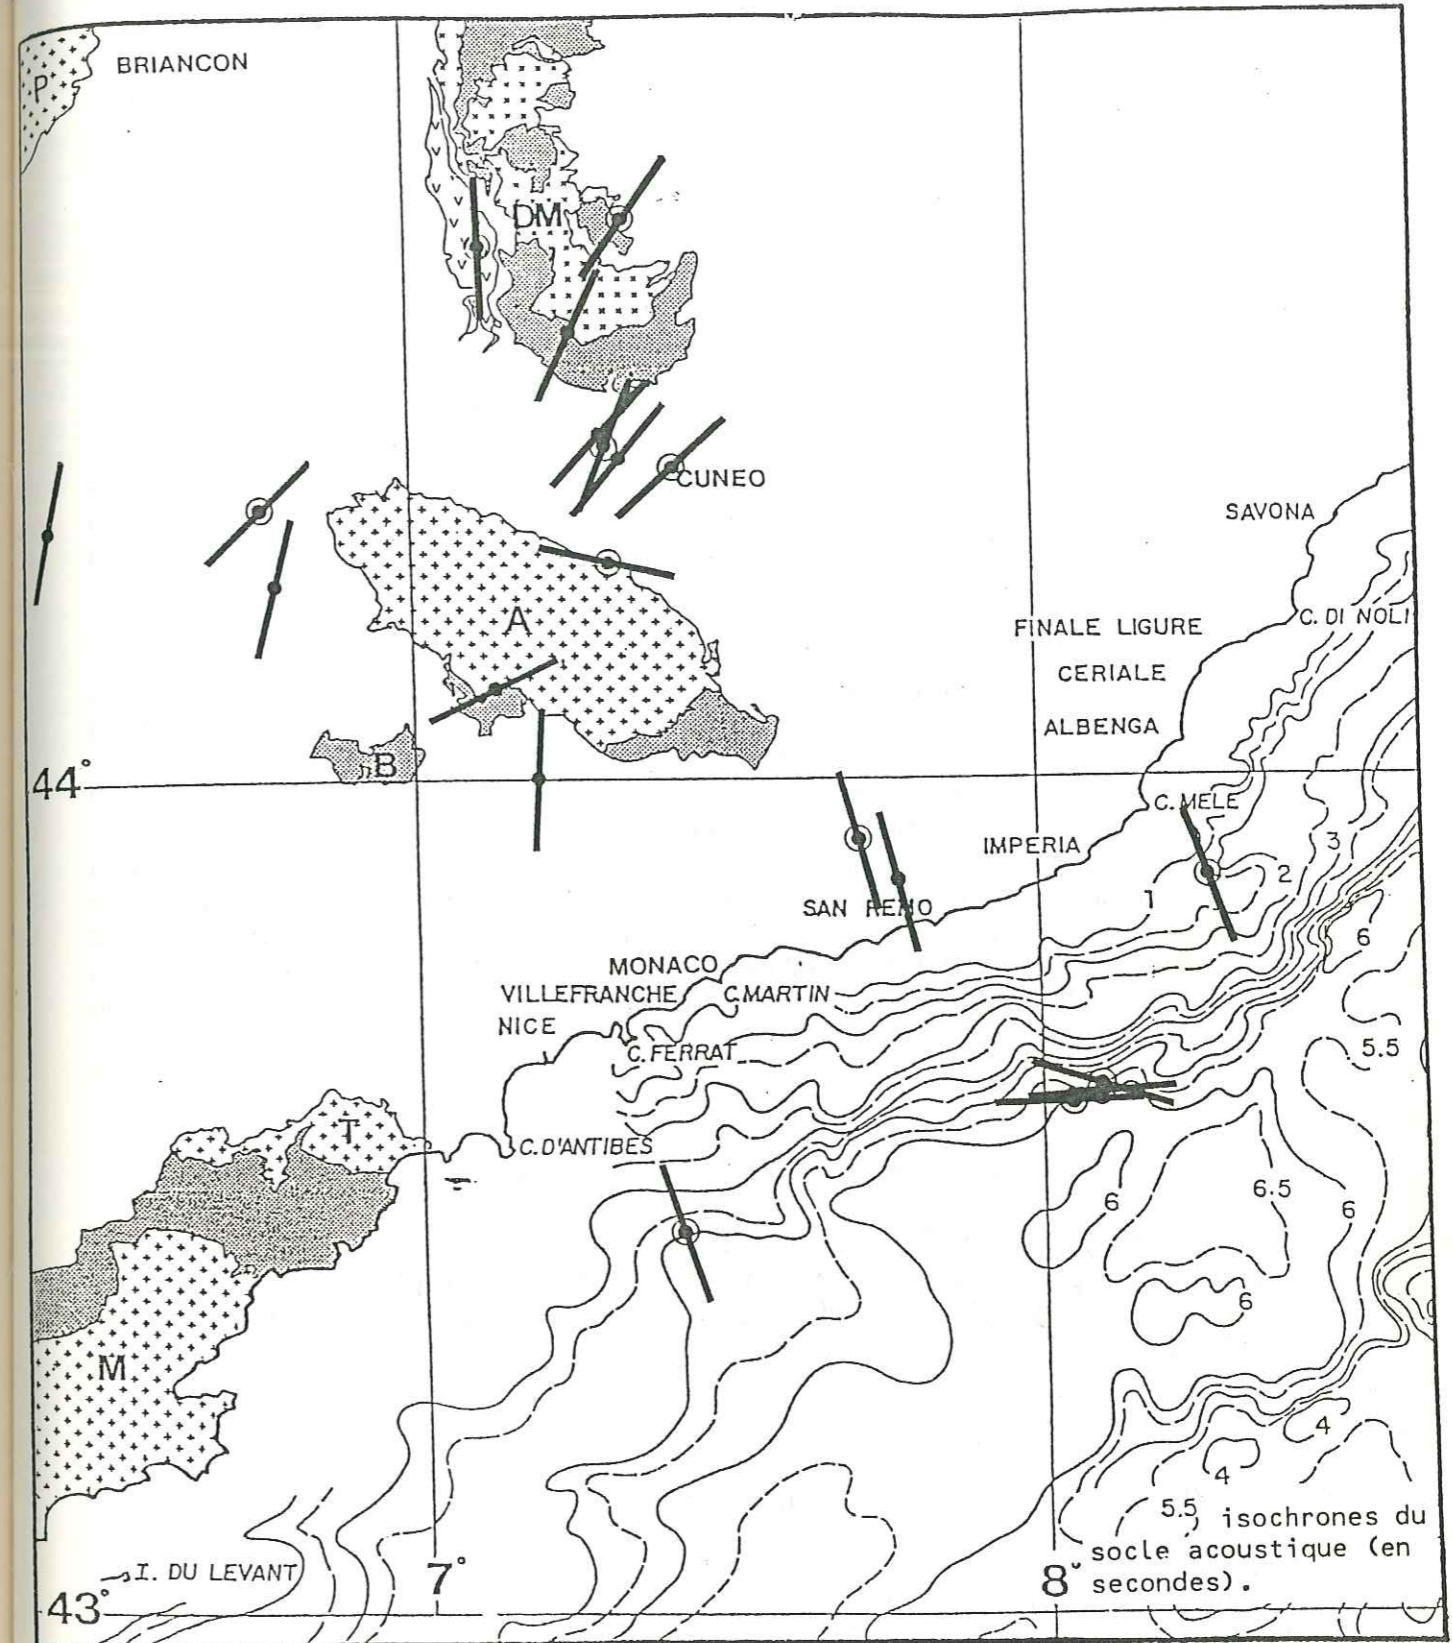 P
BRIANCON
DM
CUNEO
SAVONA
A
C. DI NOLI
FINALE LIGURE
CERIALE
ALBENGA
B
44°
C. MELE
IMPERIA
3
2
1
SAN REMO
6
MONACO
VILLEFRANCHE
C.MARTIN
NICE
C. FERRAT
5.5
T
C. D'ANTIBES
6
6.5
6
6
M
4
4
5.5 isochrones du
socle acoustique (en
secondes).
I. DU LEVANT
7°
8°
43°